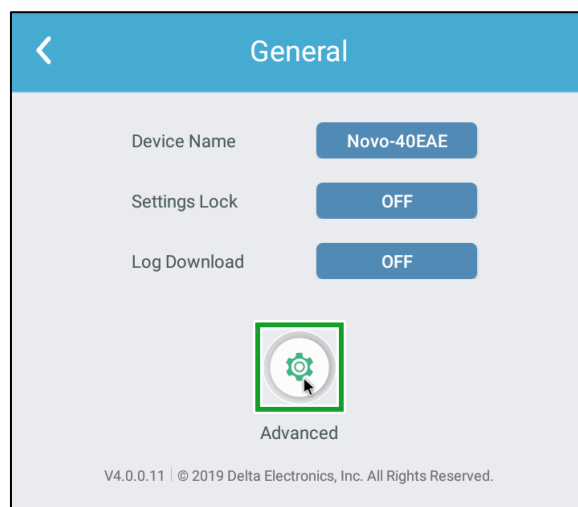 General
Device Name Novo-40EAE
Settings Lock OFF
Log Download OFF
Advanced
V4.0.0.11 | © 2019 Delta Electronics, Inc. All Rights Reserved.